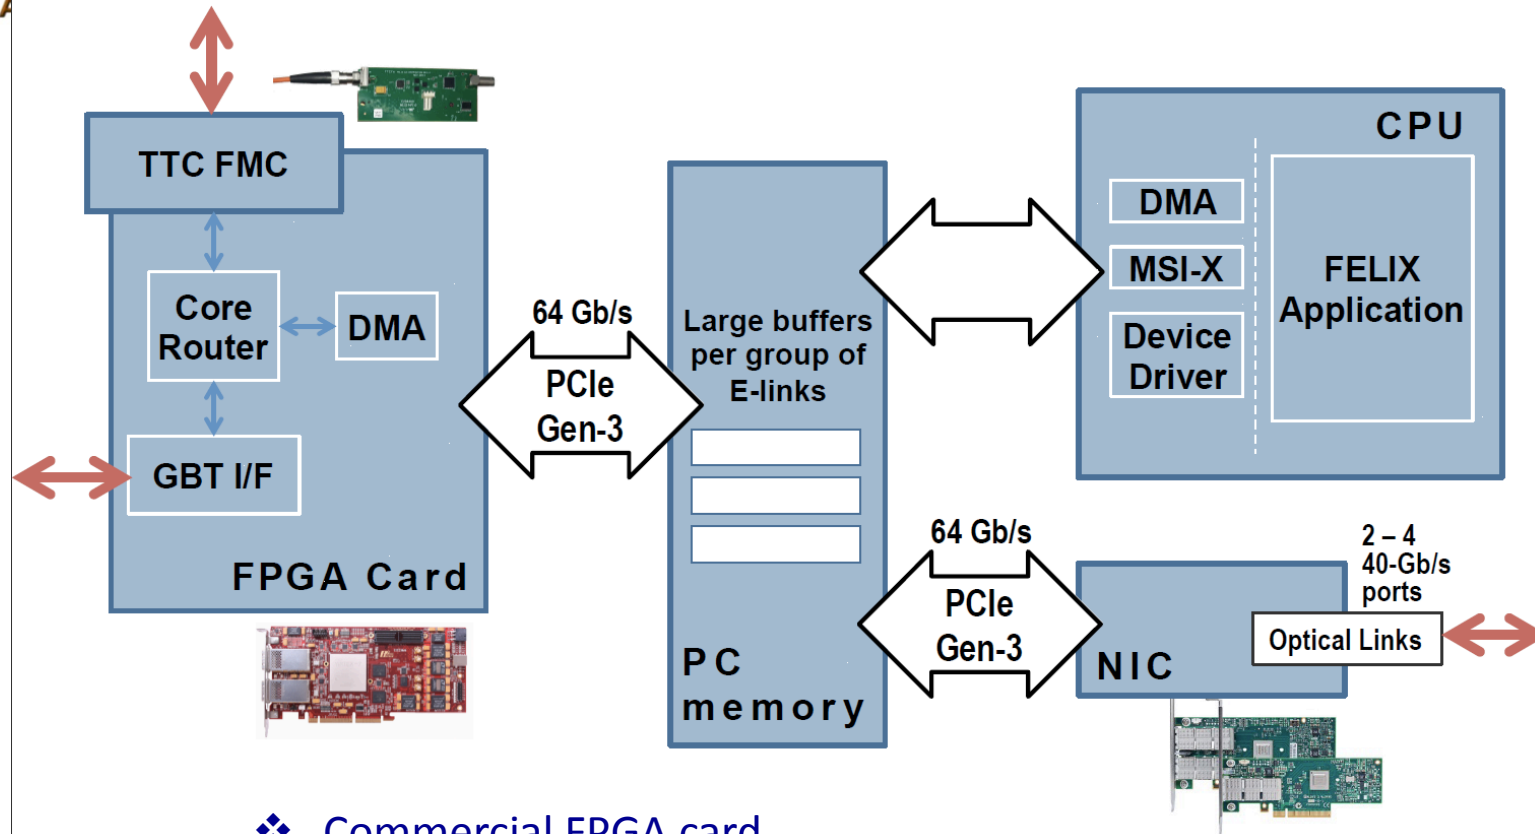 TTC FMC
Core
Router
DMA
GBT I/F
FPGA Card
64 Gb/s
PCIe
Gen-3
Large buffers
per group of
E-links
PC
memory
CPU
DMA
MSI-X
Device
Driver
FELIX
Application
64 Gb/s
PCIe
Gen-3
NIC
2 – 4
40-Gb/s
ports
Optical Links
❖ Commercial FPGA card